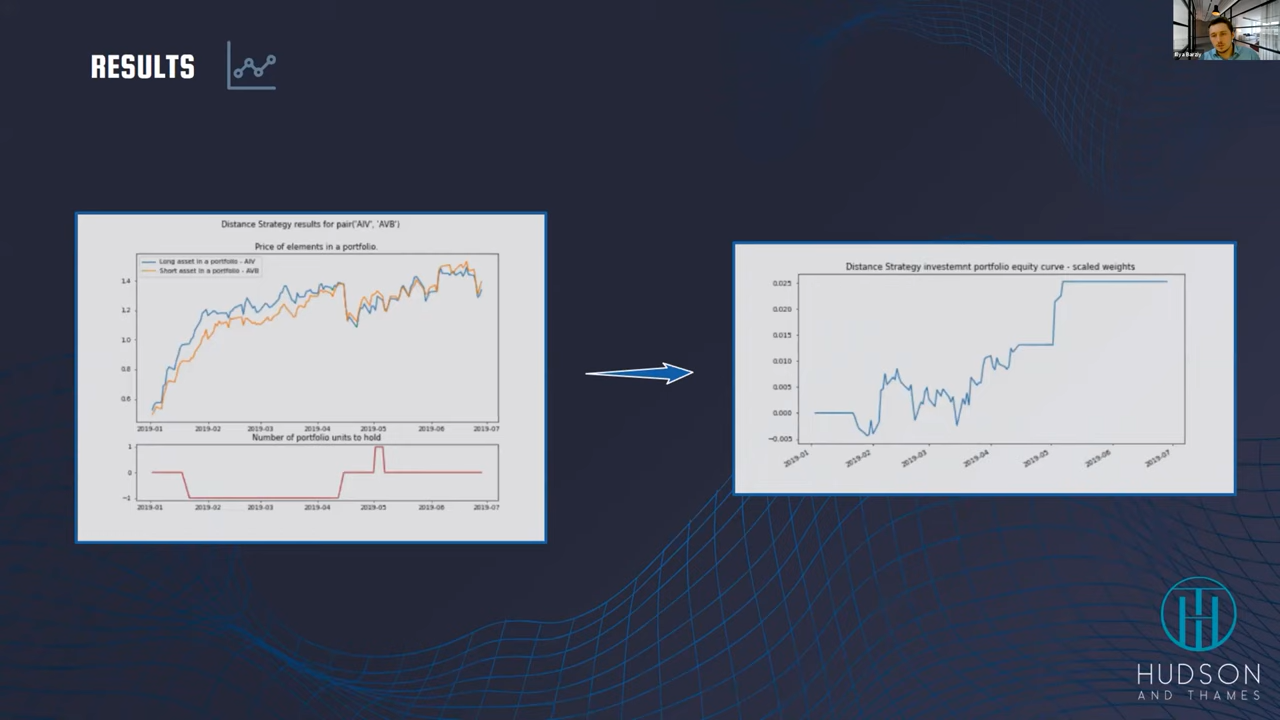 RESULTS
Ilya Barziy
Distance Strategy results for pair('AIV', 'AVB')
Price of elements in a portfolio.
Long asset in a portfolio - AIV
Short asset in a portfolio - AVB
1.4
1.2
1.0
0.8
0.6
2019-01 2019-02 2019-03 2019-04 2019-05 2019-06 2019-07
Number of portfolio units to hold
1
0
−1
2019-01 2019-02 2019-03 2019-04 2019-05 2019-06 2019-07
Distance Strategy investemnt portfolio equity curve - scaled weights
0.025
0.020
0.015
0.010
0.005
0.000
−0.005
2019-01 2019-02 2019-03 2019-04 2019-05 2019-06 2019-07
HUDSON
AND THAMES